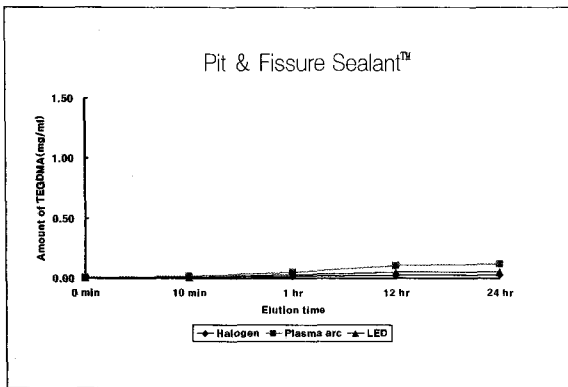 Pit & Fissure Sealant™
1.50
1.00
0.50
0.00
Amount of TEGDMA(mg/ml)
0 min 10 min 1 hr 12 hr 24 hr
Elution time
Halogen Plasma arc LED